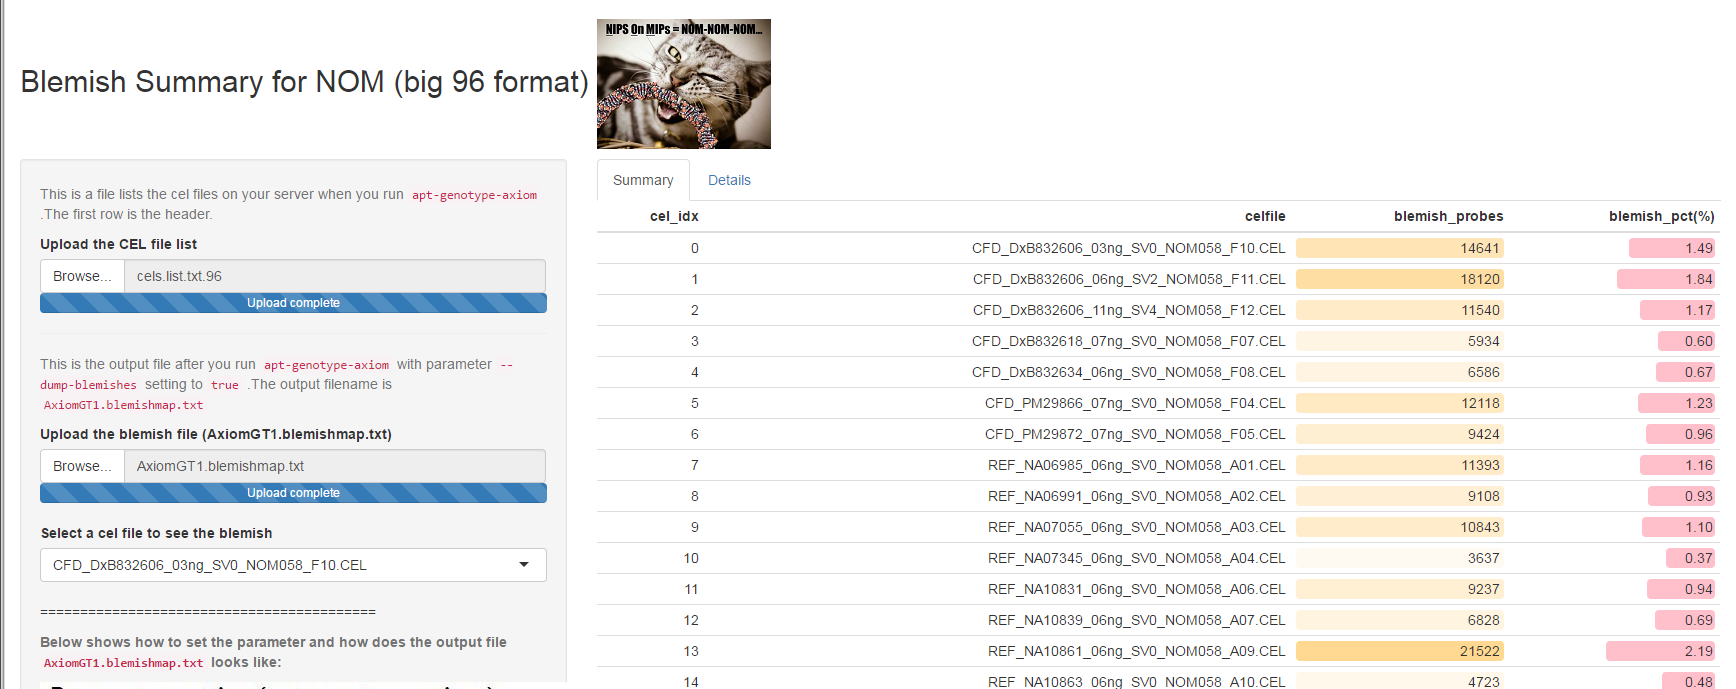 NIPS On MIPs = NOM-NOM-NOM...
Blemish Summary for NOM (big 96 format)
This is a file lists the cel files on your server when you run apt-genotype-axiom
.The first row is the header.
Upload the CEL file list
Browse... cels.list.txt.96
Upload complete
This is the output file after you run apt-genotype-axiom with parameter --
dump-blemishes setting to true .The output filename is
AxiomGT1.blemishmap.txt
Upload the blemish file (AxiomGT1.blemishmap.txt)
Browse... AxiomGT1.blemishmap.txt
Upload complete
Select a cel file to see the blemish
CFD_DxB832606_03ng_SV0_NOM058_F10.CEL
==========================================
Below shows how to set the parameter and how does the output file
AxiomGT1.blemishmap.txt looks like:
Summary Details
cel_idx celfile blemish_probes blemish_pct(%)
0 CFD_DxB832606_03ng_SV0_NOM058_F10.CEL 14641 1.49
1 CFD_DxB832606_06ng_SV2_NOM058_F11.CEL 18120 1.84
2 CFD_DxB832606_11ng_SV4_NOM058_F12.CEL 11540 1.17
3 CFD_DxB832618_07ng_SV0_NOM058_F07.CEL 5934 0.60
4 CFD_DxB832634_06ng_SV0_NOM058_F08.CEL 6586 0.67
5 CFD_PM29866_07ng_SV0_NOM058_F04.CEL 12118 1.23
6 CFD_PM29872_07ng_SV0_NOM058_F05.CEL 9424 0.96
7 REF_NA06985_06ng_SV0_NOM058_A01.CEL 11393 1.16
8 REF_NA06991_06ng_SV0_NOM058_A02.CEL 9108 0.93
9 REF_NA07055_06ng_SV0_NOM058_A03.CEL 10843 1.10
10 REF_NA07345_06ng_SV0_NOM058_A04.CEL 3637 0.37
11 REF_NA10831_06ng_SV0_NOM058_A06.CEL 9237 0.94
12 REF_NA10839_06ng_SV0_NOM058_A07.CEL 6828 0.69
13 REF_NA10861_06ng_SV0_NOM058_A09.CEL 21522 2.19
14 REF_NA10863_06ng_SV0_NOM058_A10.CEL 4723 0.48